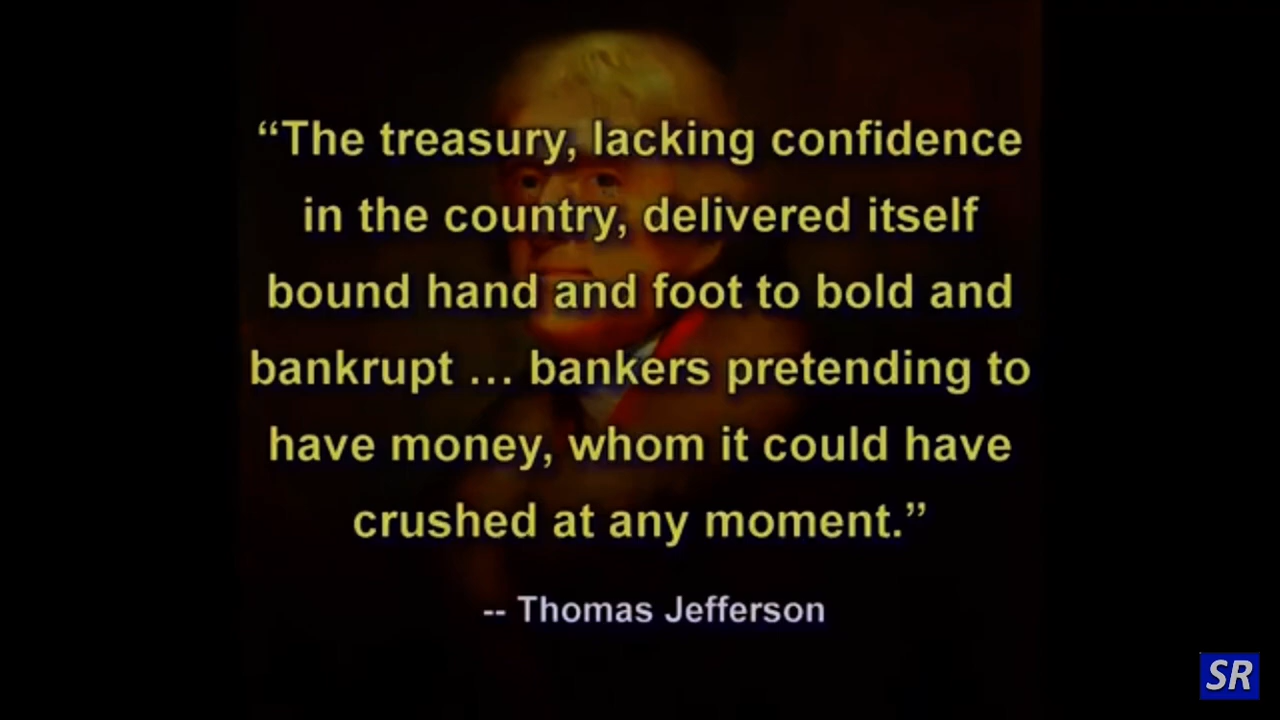 “The treasury, lacking confidence
in the country, delivered itself
bound hand and foot to bold and
bankrupt … bankers pretending to
have money, whom it could have
crushed at any moment.”
-- Thomas Jefferson
SR